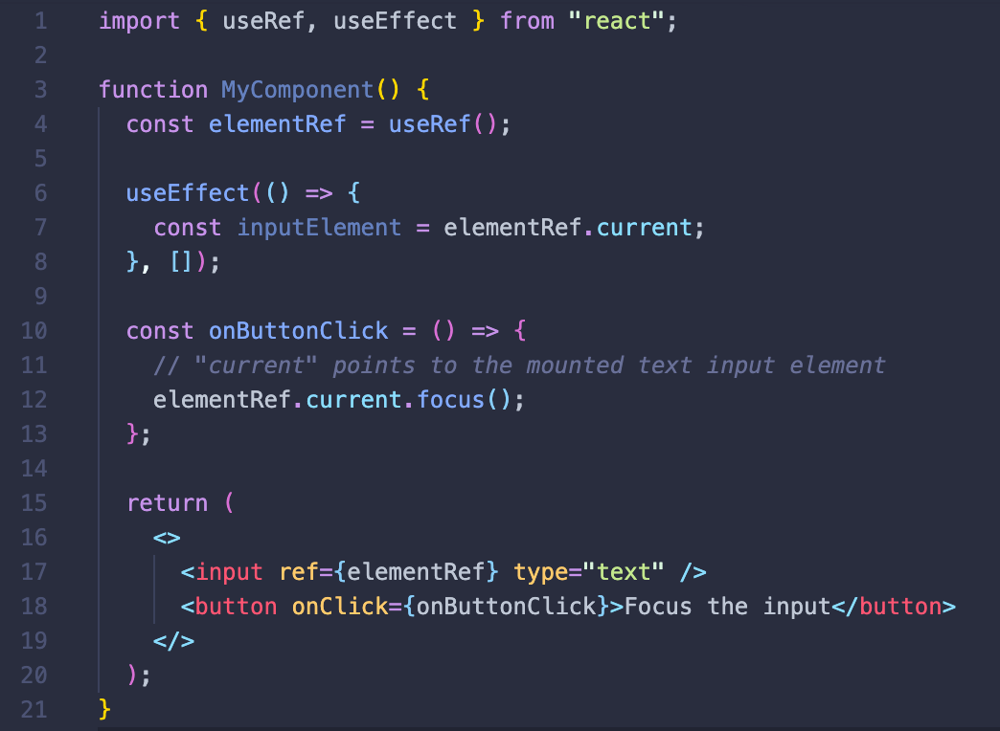 1 import { useRef, useEffect } from "react";
2
3 function MyComponent() {
4   const elementRef = useRef();
5
6   useEffect(() => {
7     const inputElement = elementRef.current;
8   }, []);
9
10   const onButtonClick = () => {
11     // "current" points to the mounted text input element
12     elementRef.current.focus();
13   };
14
15   return (
16     <>
17       <input ref={elementRef} type="text" />
18       <button onClick={onButtonClick}>Focus the input</button>
19     </>
20   );
21 }